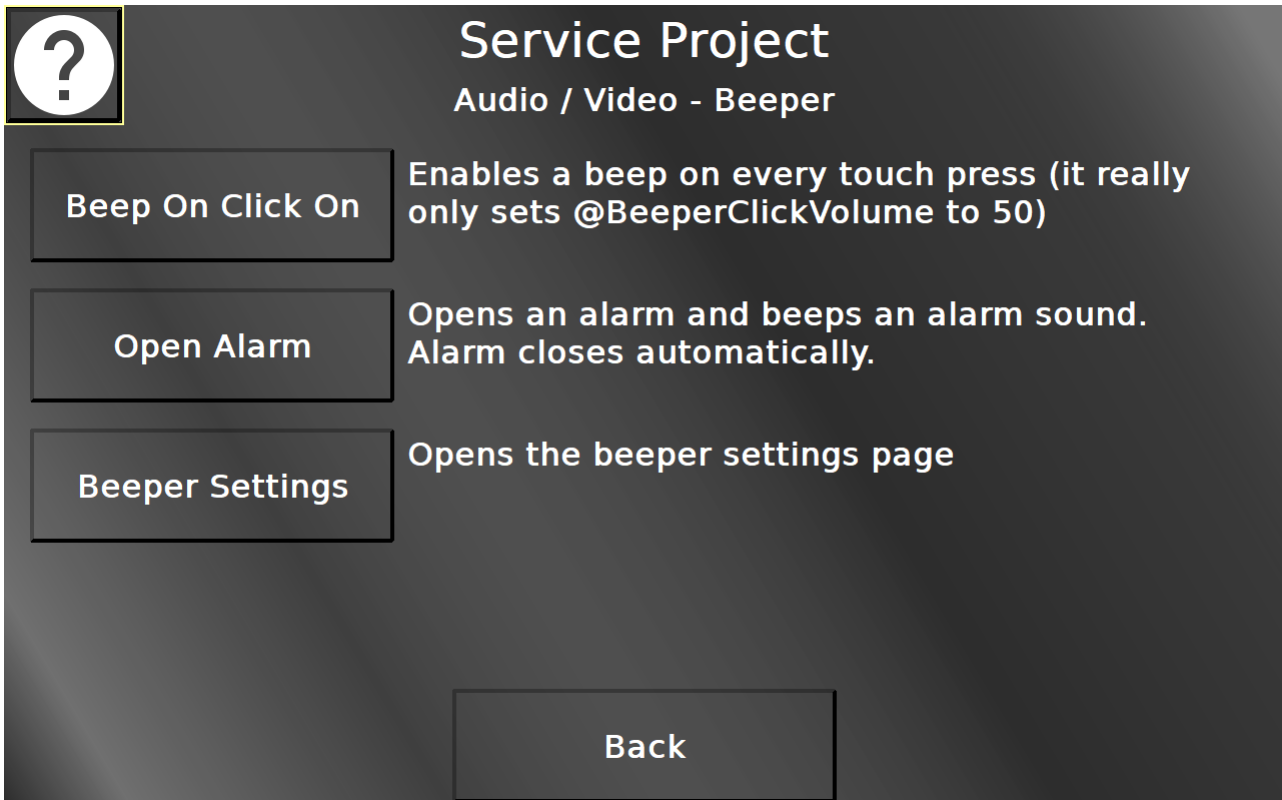 ?
Service Project
Audio / Video - Beeper
Beep On Click On
Enables a beep on every touch press (it really
only sets @BeeperClickVolume to 50)
Open Alarm
Opens an alarm and beeps an alarm sound.
Alarm closes automatically.
Beeper Settings
Opens the beeper settings page
Back